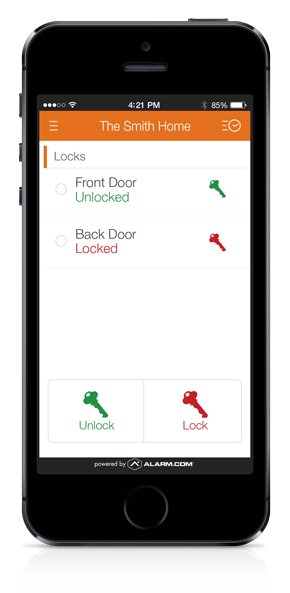 4:21 PM
85%
The Smith Home
Locks
Front Door
Unlocked
Back Door
Locked
Unlock
Lock
powered by ALARM.COM